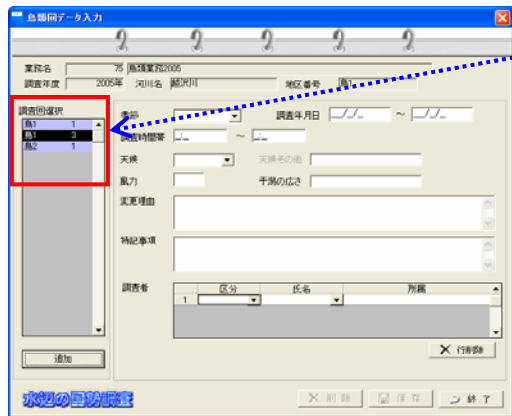 鳥類回データ入力
業務名 75 鳥類業務2005
調査年度 2005年 河川名 越沢川 地区番号 鳥1
調査回選択
鳥1 1
鳥1 3
鳥2 1
季節 調査年月日 _/_/_ ～ _/_/_
調査時間帯 _:_ ～ _:_
天候 天候その他
風力 干潟の広さ
変更理由
特記事項
調査者 区分 氏名 所属
1
行削除
追加
水辺の国勢調査
削除 保存 終了